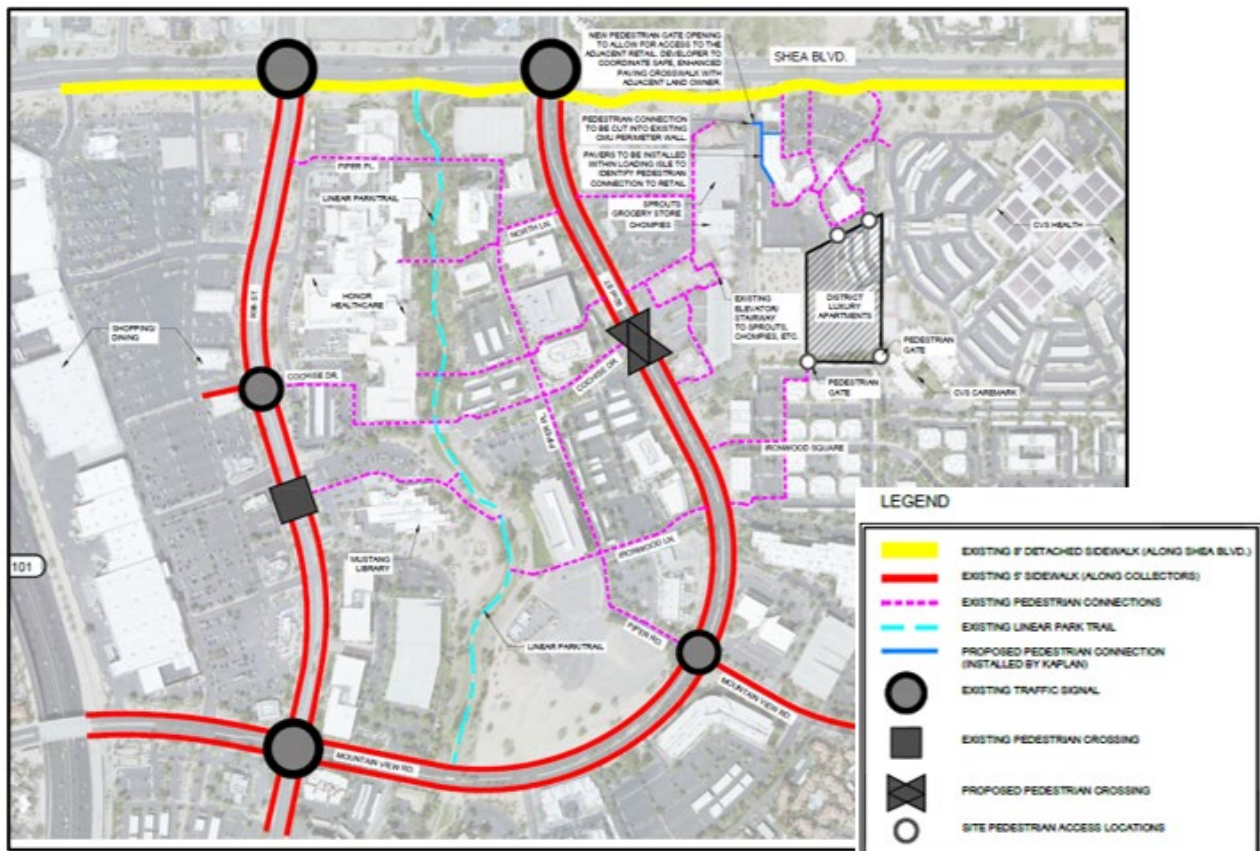 NEW PEDESTRIAN GATE OPENING
TO ALLOW FOR ACCESS TO THE
ADJACENT RETAIL. DEVELOPER TO
COORDINATE SAFE, ENHANCED
PAVING CROSSWALK WITH
ADJACENT LAND OWNER.
SHEA BLVD.
PEDESTRIAN CONNECTION
TO BE CUT INTO EXISTING
CMU PERIMETER WALL.
PAVERS TO BE INSTALLED
WITHIN LOADING ISLE TO
IDENTIFY PEDESTRIAN
CONNECTION TO RETAIL
PIPER PL.
LINEAR PARK/TRAIL
SPROUTS
GROCERY STORE
CHOMPIES
NORTH LN.
CVS HEALTH
90th ST.
HONOR
HEALTHCARE
92nd ST
EXISTING
ELEVATOR/
STAIRWAY
TO SPROUTS,
CHOMPIES, ETC.
DISTRICT
LUXURY
APARTMENTS
SHOPPING/
DINING
PEDESTRIAN
GATE
COCHISE DR.
COCHISE DR.
PEDESTRIAN
GATE
CVS CAREMARK
PIPER PL.
IRONWOOD SQUARE
MUSTANG
LIBRARY
IRONWOOD LN.
101
LINEAR PARK/TRAIL
PIPER RD.
MOUNTAIN VIEW RD.
MOUNTAIN VIEW RD.
LEGEND
EXISTING 8' DETACHED SIDEWALK (ALONG SHEA BLVD.)
EXISTING 5' SIDEWALK (ALONG COLLECTORS)
EXISTING PEDESTRIAN CONNECTIONS
EXISTING LINEAR PARK TRAIL
PROPOSED PEDESTRIAN CONNECTION
(INSTALLED BY KAPLAN)
EXISTING TRAFFIC SIGNAL
EXISTING PEDESTRIAN CROSSING
PROPOSED PEDESTRIAN CROSSING
SITE PEDESTRIAN ACCESS LOCATIONS